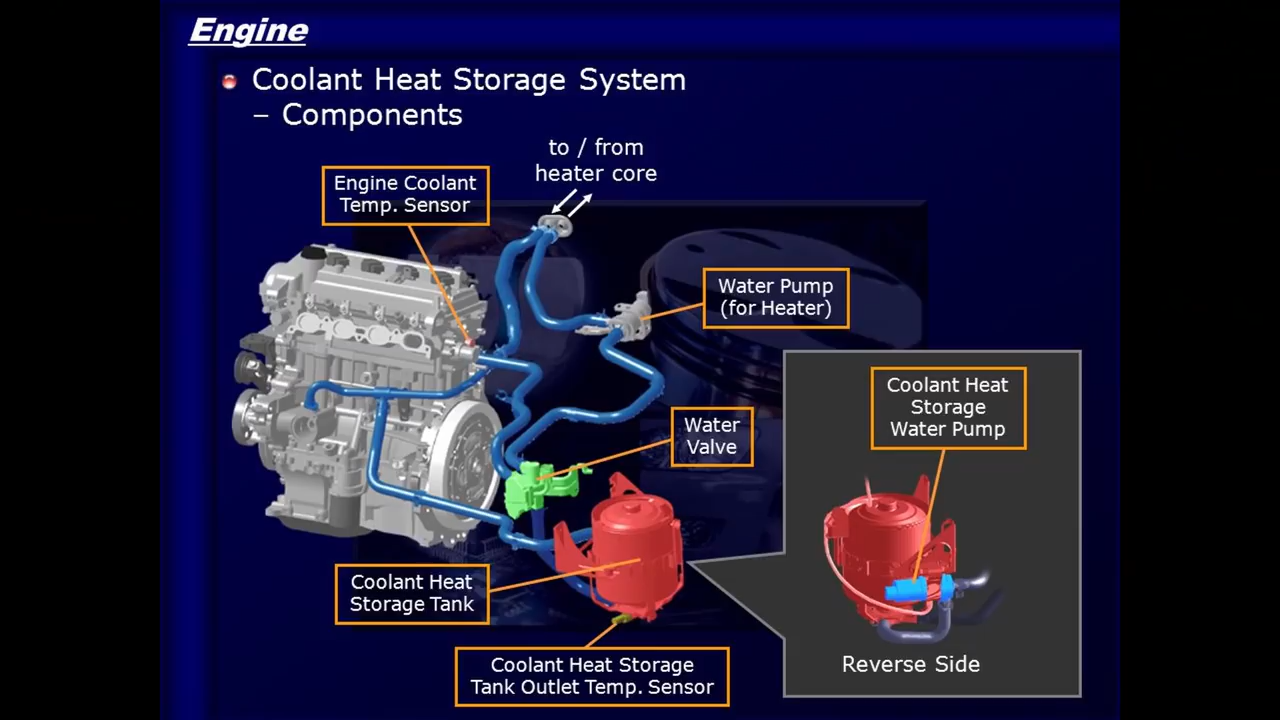 Engine
Coolant Heat Storage System
– Components
to / from
heater core
Engine Coolant
Temp. Sensor
Water Pump
(for Heater)
Coolant Heat
Storage
Water Pump
Water
Valve
Coolant Heat
Storage Tank
Coolant Heat Storage
Tank Outlet Temp. Sensor
Reverse Side